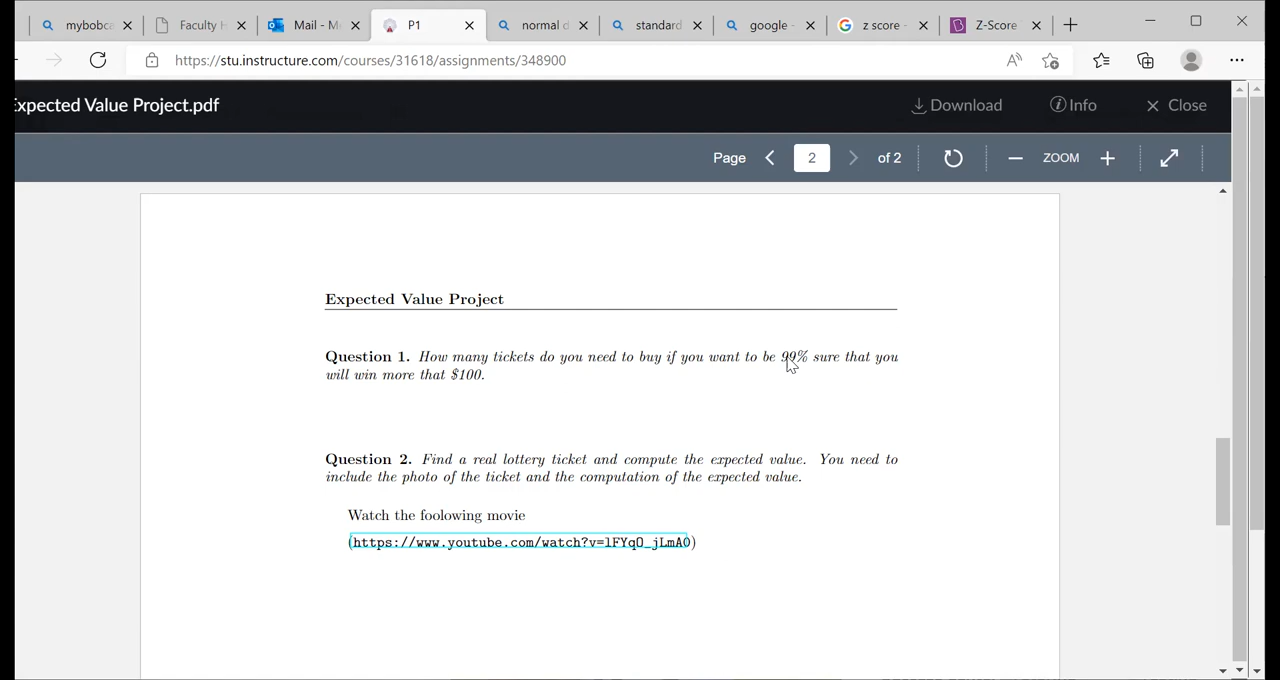 mybobca
Faculty H
Mail - M
P1
normal d
standard
google -
z score -
Z-Score
https://stu.instructure.com/courses/31618/assignments/348900
Expected Value Project.pdf
Download
Info
Close
Page
2
of 2
ZOOM
Expected Value Project
Question 1. How many tickets do you need to buy if you want to be 99% sure that you
will win more that $100.
Question 2. Find a real lottery ticket and compute the expected value. You need to
include the photo of the ticket and the computation of the expected value.
Watch the foolowing movie
(https://www.youtube.com/watch?v=lFYqO_jLmA0)